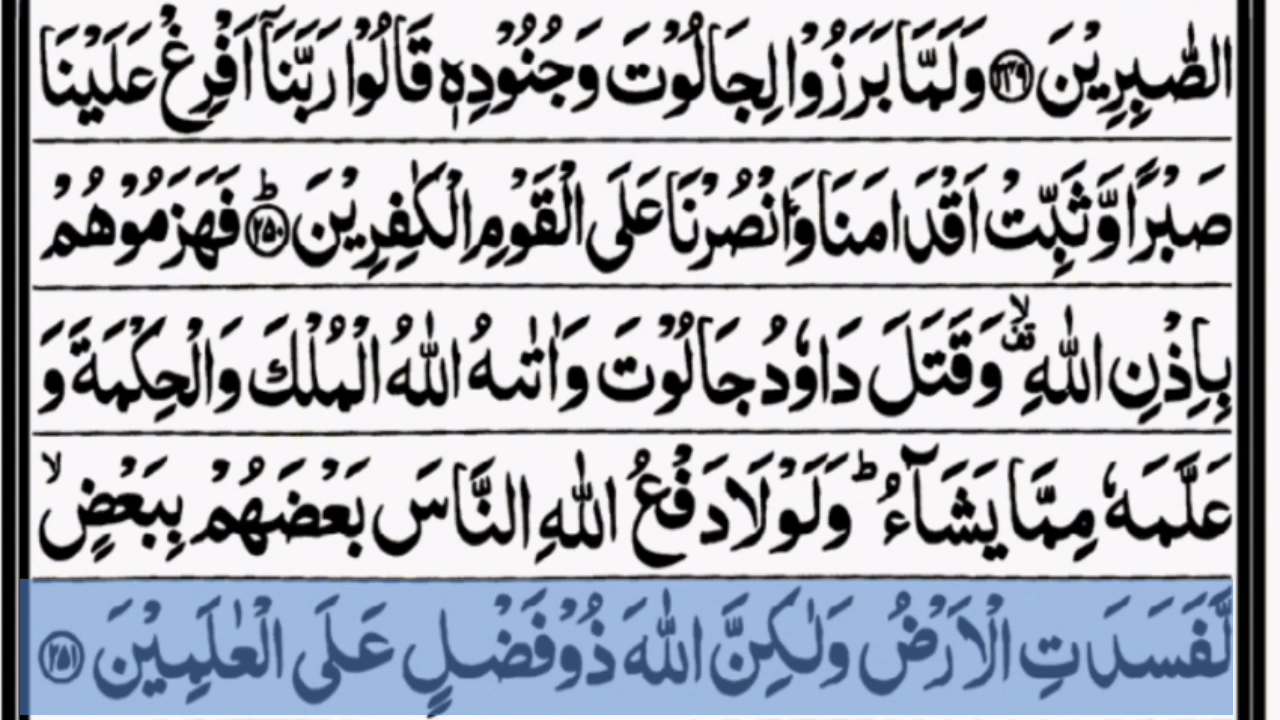 الصّٰبِرِيْنَ ﴿۲۴۹﴾ وَلَمَّا بَرَزُوْا لِجَالُوْتَ وَجُنُوْدِهٖ قَالُوْا رَبَّنَاۤ اَفْرِغْ عَلَيْنَا
صَبْرًا وَّثَبِّتْ اَقْدَامَنَا وَانْصُرْنَا عَلَى الْقَوْمِ الْكٰفِرِيْنَ ﴿۲۵۰﴾ؕ فَهَزَمُوْهُمْ
بِاِذْنِ اللّٰهِ ۙ قف وَقَتَلَ دَاوٗدُ جَالُوْتَ وَاٰتٰىهُ اللّٰهُ الْمُلْكَ وَالْحِكْمَةَ وَ
عَلَّمَهٗ مِمَّا يَشَآءُ ؕ وَلَوْلَا دَفْعُ اللّٰهِ النَّاسَ بَعْضَهُمْ بِبَعْضٍ ۙ
لَّفَسَدَتِ الْاَرْضُ وَلٰكِنَّ اللّٰهَ ذُوْ فَضْلٍ عَلَى الْعٰلَمِيْنَ ﴿۲۵۱﴾